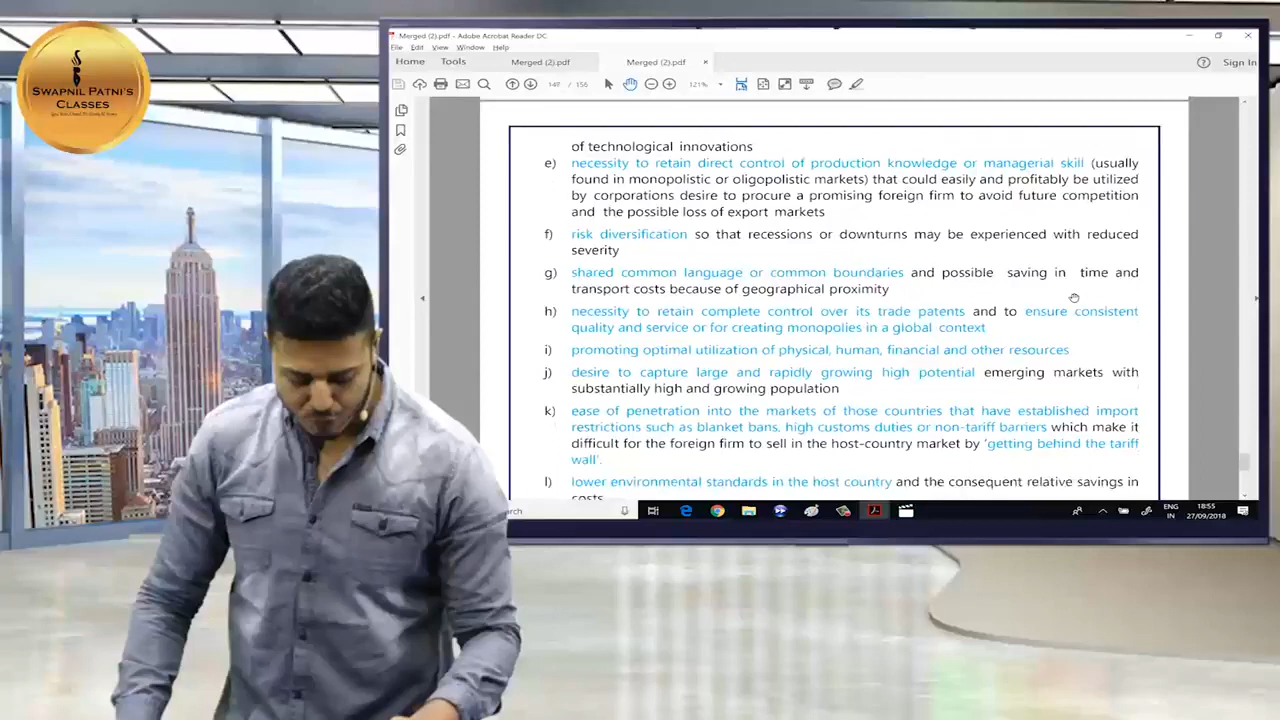 SWAPNIL PATNI'S
CLASSES
Merged (2).pdf - Adobe Acrobat Reader DC
File Edit View Window Help
Home Tools Merged (2).pdf Merged (2).pdf × Sign In
147 / 156 121%
of technological innovations
e) necessity to retain direct control of production knowledge or managerial skill (usually
found in monopolistic or oligopolistic markets) that could easily and profitably be utilized
by corporations desire to procure a promising foreign firm to avoid future competition
and the possible loss of export markets
f) risk diversification so that recessions or downturns may be experienced with reduced
severity
g) shared common language or common boundaries and possible saving in time and
transport costs because of geographical proximity
h) necessity to retain complete control over its trade patents and to ensure consistent
quality and service or for creating monopolies in a global context
i) promoting optimal utilization of physical, human, financial and other resources
j) desire to capture large and rapidly growing high potential emerging markets with
substantially high and growing population
k) ease of penetration into the markets of those countries that have established import
restrictions such as blanket bans, high customs duties or non-tariff barriers which make it
difficult for the foreign firm to sell in the host-country market by 'getting behind the tariff
wall'.
l) lower environmental standards in the host country and the consequent relative savings in
costs
arch
ENG
IN
18:55
27/09/2018